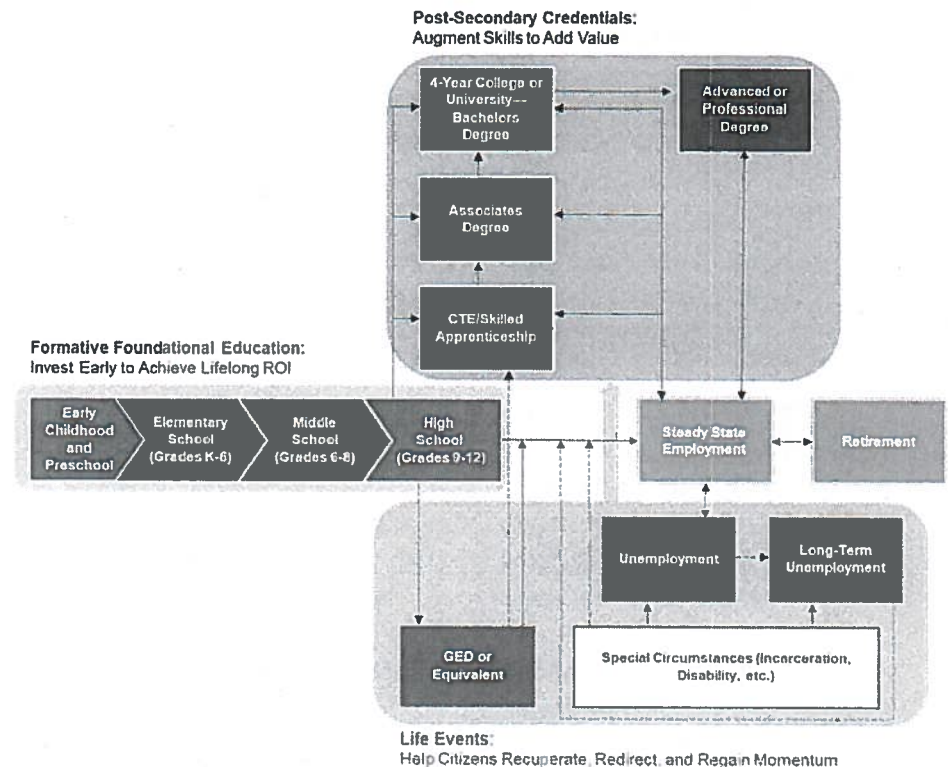 Post-Secondary Credentials:
Augment Skills to Add Value
4-Year College or
University—
Bachelors
Degree
Advanced or
Professional
Degree
Associates
Degree
CTE/Skilled
Apprenticeship
Formative Foundational Education:
Invest Early to Achieve Lifelong ROI
Early
Childhood
and
Preschool
Elementary
School
(Grades K-6)
Middle
School
(Grades 6-8)
High
School
(Grades 9-12)
Steady State
Employment
Retirement
Unemployment
Long-Term
Unemployment
GED or
Equivalent
Special Circumstances (Incarceration,
Disability, etc.)
Life Events:
Help Citizens Recuperate, Redirect, and Regain Momentum